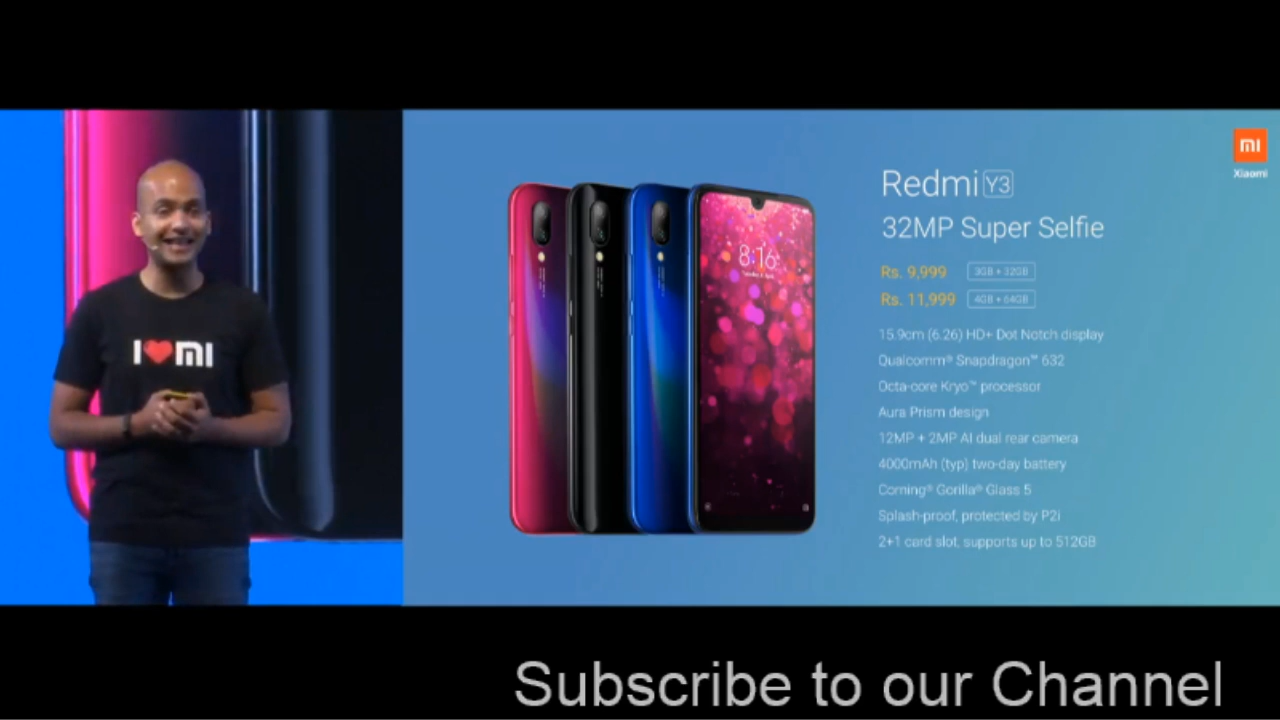 I❤mi
mi
Xiaomi
Redmi Y3
32MP Super Selfie
Rs. 9,999 3GB + 32GB
Rs. 11,999 4GB + 64GB
15.9cm (6.26) HD+ Dot Notch display
Qualcomm® Snapdragon™ 632
Octa-core Kryo™ processor
Aura Prism design
12MP + 2MP AI dual rear camera
4000mAh (typ) two-day battery
Corning® Gorilla® Glass 5
Splash-proof, protected by P2i
2+1 card slot, supports up to 512GB
8:16
Subscribe to our Channel